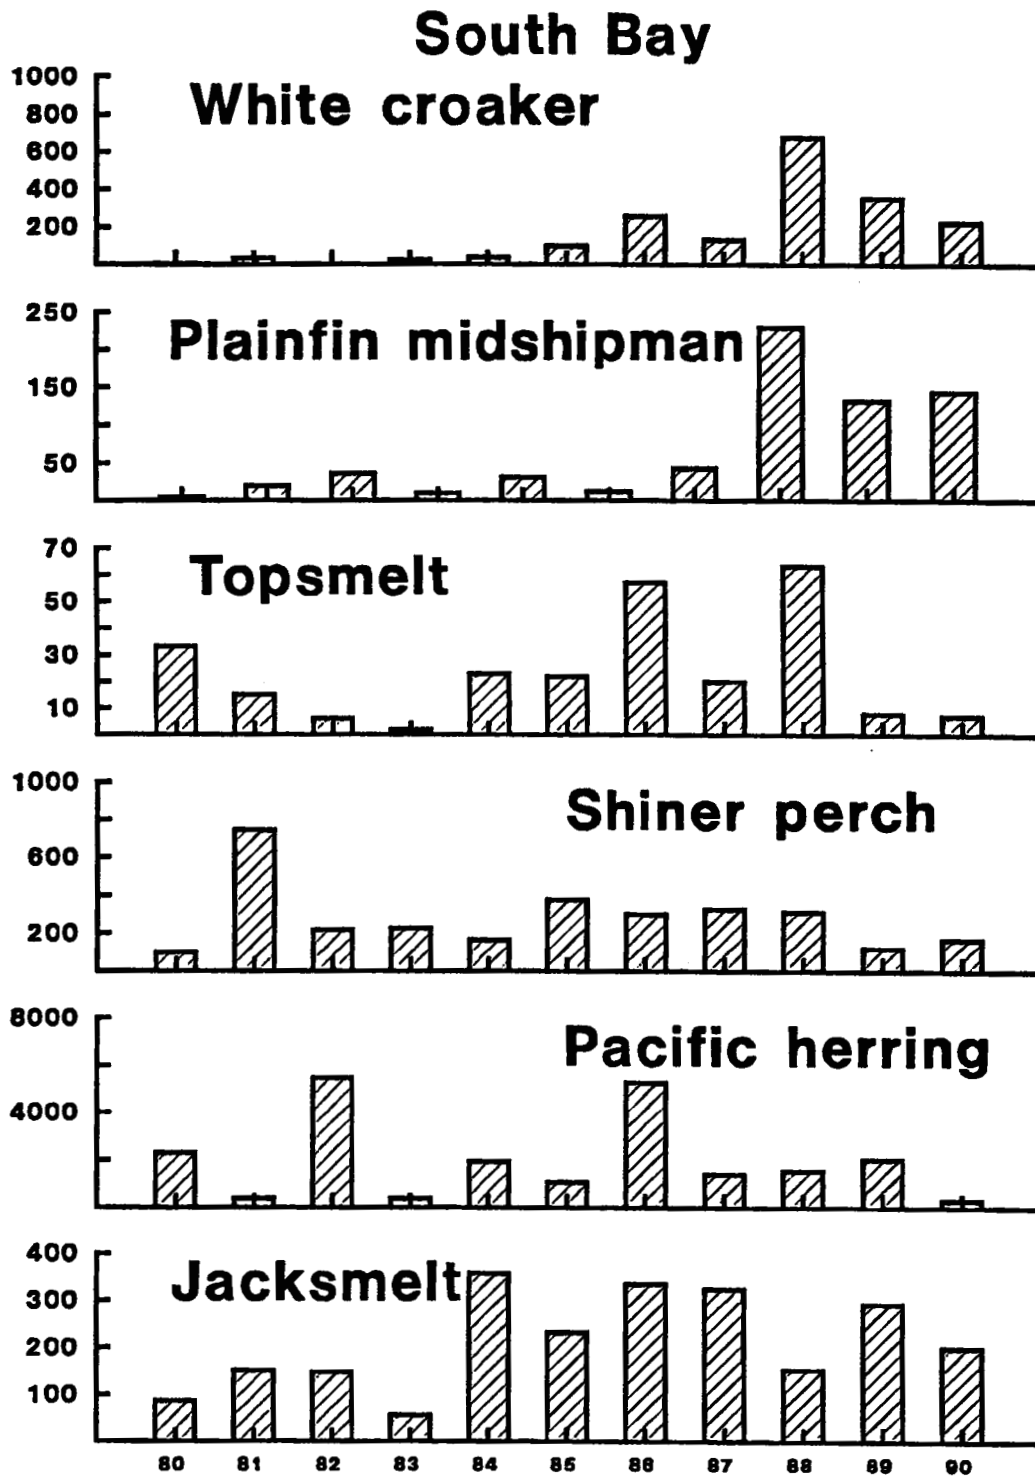 South Bay
White croaker
1000
800
600
400
200
Plainfin midshipman
250
150
50
Topsmelt
70
50
30
10
Shiner perch
1000
600
200
Pacific herring
8000
4000
Jacksmelt
400
300
200
100
80 81 82 83 84 85 86 87 88 89 90